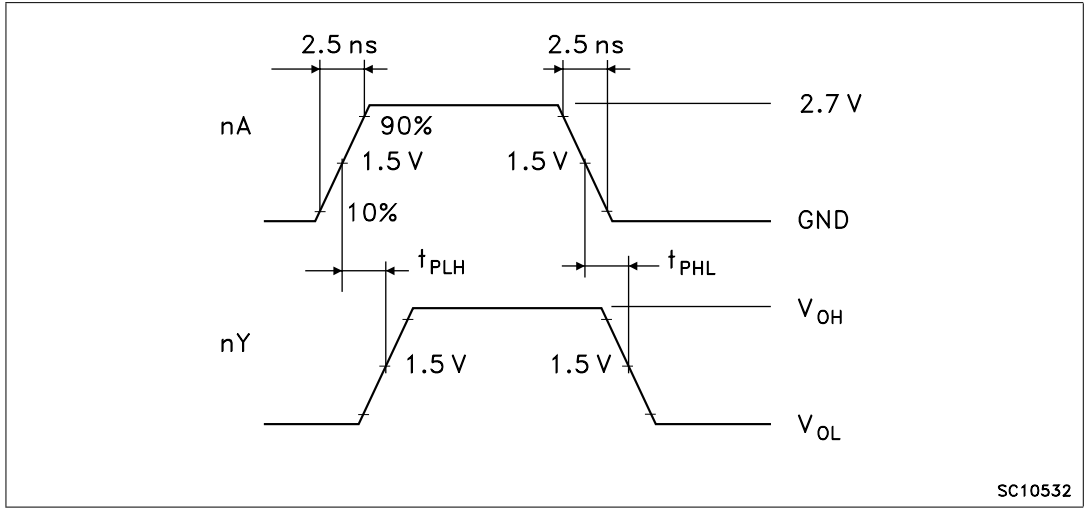 2.5 ns
2.5 ns
2.7 V
nA
90%
1.5 V
1.5 V
10%
GND
tPLH
tPHL
VOH
nY
1.5 V
1.5 V
VOL
SC10532